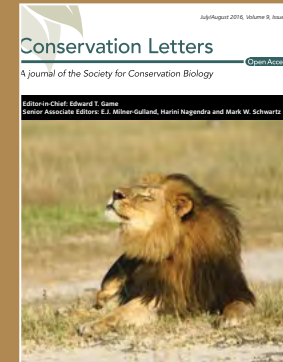 July/August 2016, Volume 9, Issue
Conservation Letters
Open Acce
A journal of the Society for Conservation Biology
Editor-in-Chief: Edward T. Game
Senior Associate Editors: E.J. Milner-Gulland, Harini Nagendra and Mark W. Schwartz